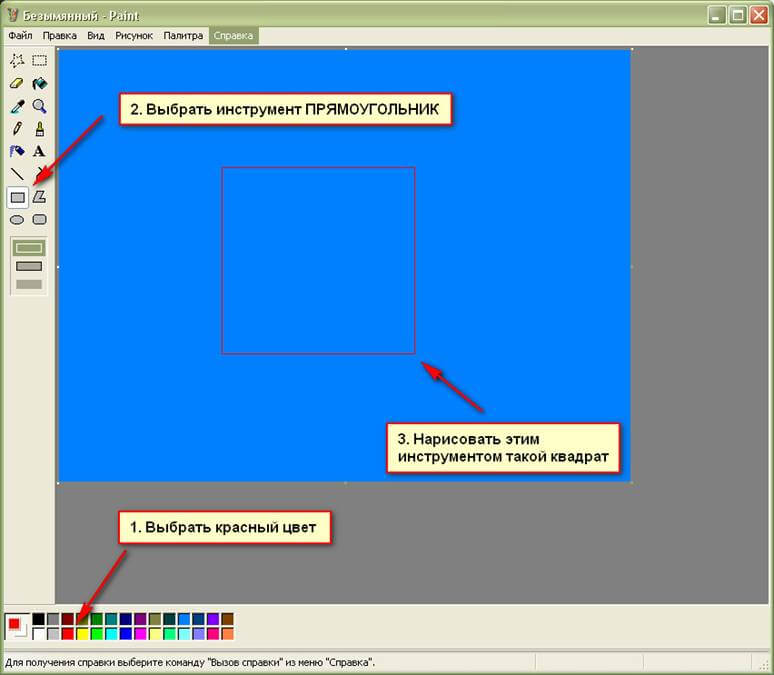 Безымянный - Paint
Файл Правка Вид Рисунок Палитра Справка
2. Выбрать инструмент ПРЯМОУГОЛЬНИК
A
3. Нарисовать этим
инструментом такой квадрат
1. Выбрать красный цвет
Для получения справки выберите команду "Вызов справки" из меню "Справка".